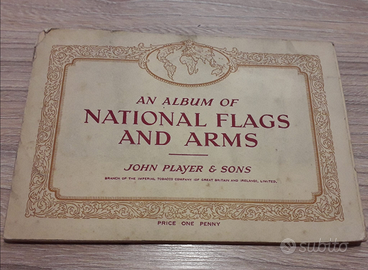 AN ALBUM OF
NATIONAL FLAGS
AND ARMS
JOHN PLAYER & SONS
BRANCH OF THE IMPERIAL TOBACCO COMPANY (OF GREAT BRITAIN AND IRELAND), LIMITED.
PRICE ONE PENNY
subito